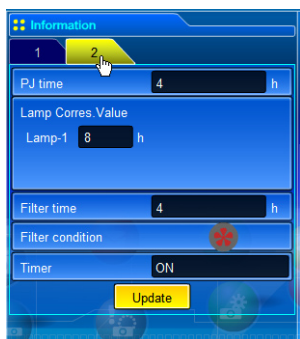 Information
1 2
PJ time 4 h
Lamp Corres.Value
Lamp-1 8 h
Filter time 4 h
Filter condition
Timer ON
Update